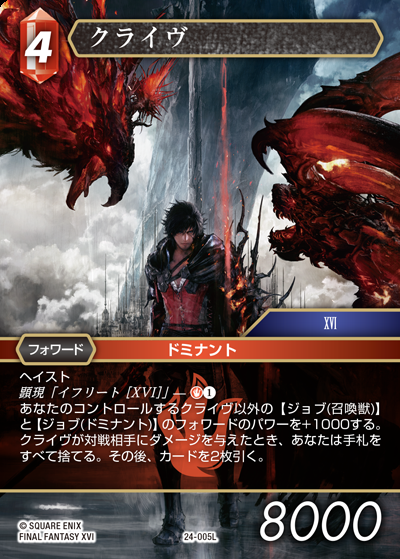 4
クライヴ
XVI
フォワード
ドミナント
ヘイスト
顕現「イフリート [XVI]」― 1
あなたのコントロールするクライヴ以外の【ジョブ(召喚獣)】
と【ジョブ(ドミナント)】のフォワードのパワーを+1000する。
クライヴが対戦相手にダメージを与えたとき、あなたは手札を
すべて捨てる。その後、カードを2枚引く。
© SQUARE ENIX
FINAL FANTASY XVI
24-005L
8000